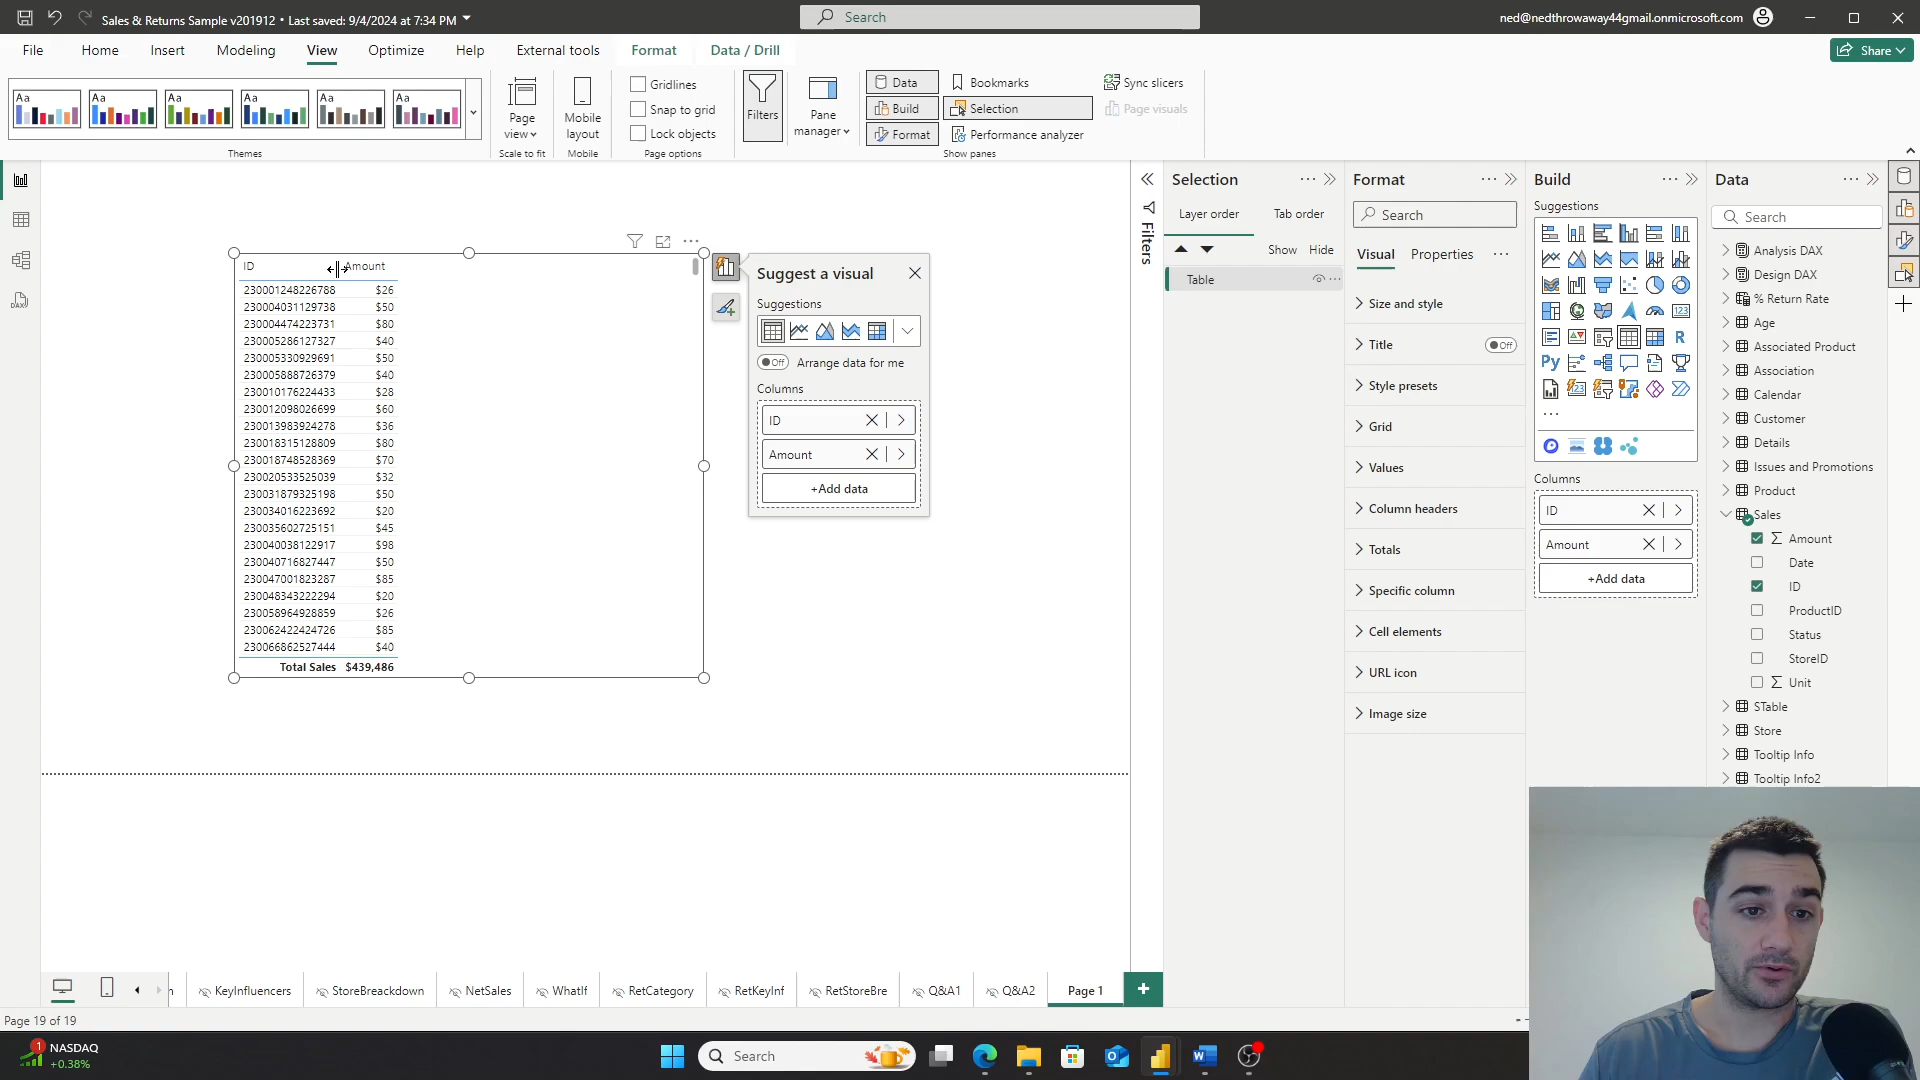 Sales & Returns Sample v201912 • Last saved: 9/4/2024 at 7:34 PM
Search
ned@nedthrowaway44gmail.onmicrosoft.com
File
Home
Insert
Modeling
View
Optimize
Help
External tools
Format
Data / Drill
Share
Aa
Aa
Aa
Aa
Aa
Aa
Themes
Page view
Scale to fit
Mobile layout
Mobile
Gridlines
Snap to grid
Lock objects
Page options
Filters
Pane manager
Data
Build
Format
Bookmarks
Selection
Performance analyzer
Sync slicers
Page visuals
Show panes
ID Amount
230001248226788 $26
230004031129738 $50
230004474223731 $80
230005286127327 $40
230005330929691 $50
230005888726379 $40
230010176224433 $28
230012098026699 $60
230013983924278 $36
230018315128809 $80
230018748528369 $70
230020533525039 $32
230031879325198 $50
230034016223692 $20
230035602725151 $45
230040038122917 $98
230040716827447 $50
230047001823287 $85
230048343222294 $20
230058964928859 $26
230062422424726 $85
230066862527444 $40
Total Sales $439,486
Suggest a visual
Suggestions
Off Arrange data for me
Columns
ID
Amount
+Add data
Filters
Selection
Layer order
Tab order
Show
Hide
Table
Format
Search
Visual
Properties
Size and style
Title
Off
Style presets
Grid
Values
Column headers
Totals
Specific column
Cell elements
URL icon
Image size
Build
Suggestions
R
Py
123
Columns
ID
Amount
+Add data
Data
Search
Analysis DAX
Design DAX
% Return Rate
Age
Associated Product
Association
Calendar
Customer
Details
Issues and Promotions
Product
Sales
Amount
Date
ID
ProductID
Status
StoreID
Unit
STable
Store
Tooltip Info
Tooltip Info2
DAX
n
KeyInfluencers
StoreBreackdown
NetSales
WhatIf
RetCategory
RetKeyInf
RetStoreBre
Q&A1
Q&A2
Page 1
+
Page 19 of 19
1
NASDAQ
+0.38%
Search
W